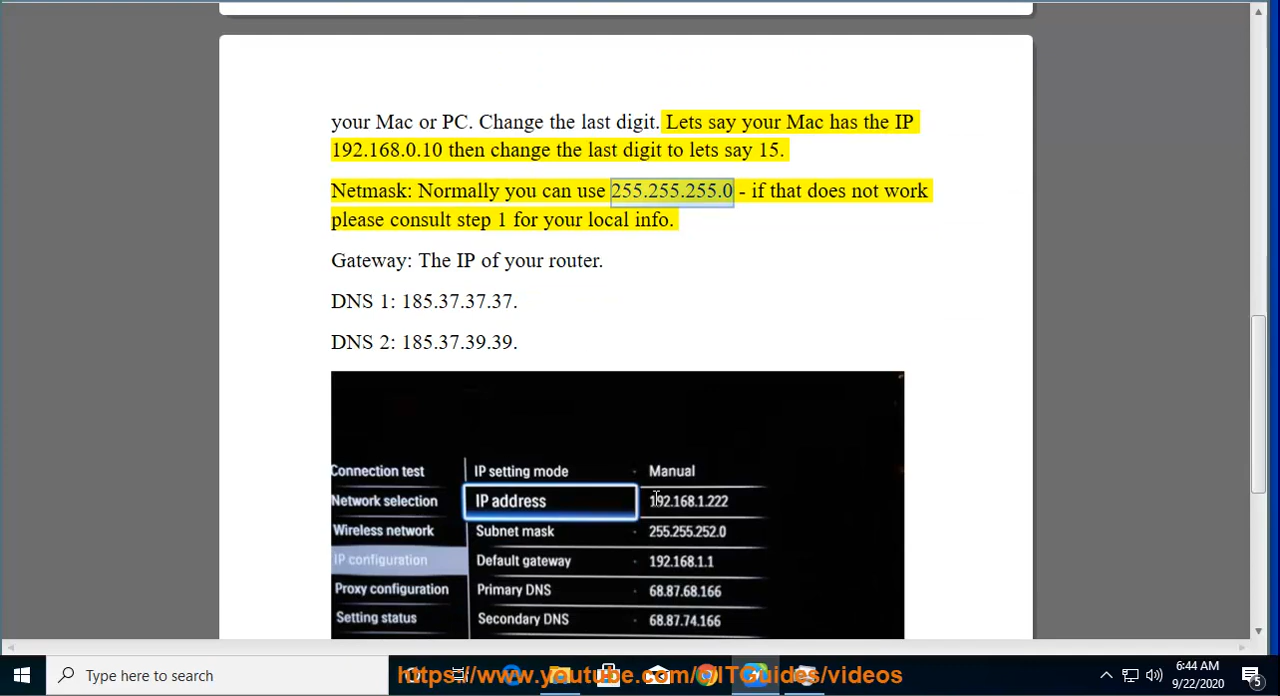 your Mac or PC. Change the last digit. Lets say your Mac has the IP
192.168.0.10 then change the last digit to lets say 15.
Netmask: Normally you can use 255.255.255.0 - if that does not work
please consult step 1 for your local info.
Gateway: The IP of your router.
DNS 1: 185.37.37.37.
DNS 2: 185.37.39.39.
Connection test
IP setting mode
Manual
Network selection
IP address
192.168.1.222
Wireless network
Subnet mask
255.255.252.0
IP configuration
Default gateway
192.168.1.1
Proxy configuration
Primary DNS
68.87.68.166
Setting status
Secondary DNS
68.87.74.166
Type here to search
6:44 AM
9/22/2020
5